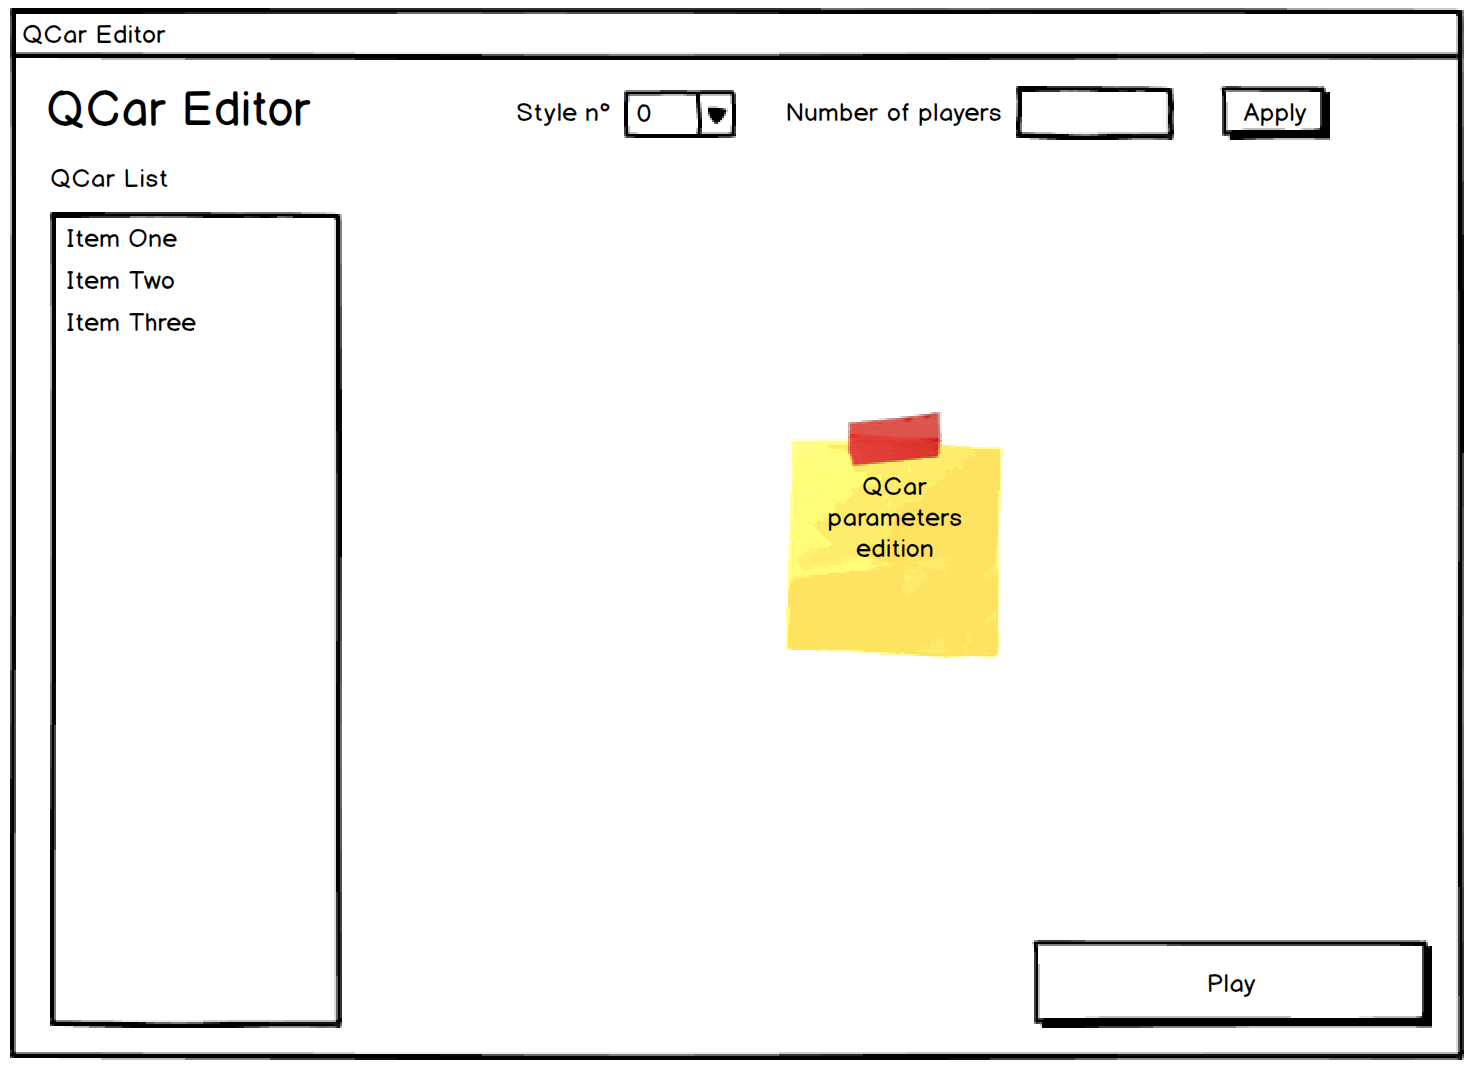 QCar Editor
QCar Editor
Style n° 0 Number of players Apply
QCar List
Item One
Item Two
Item Three
QCar
parameters
edition
Play